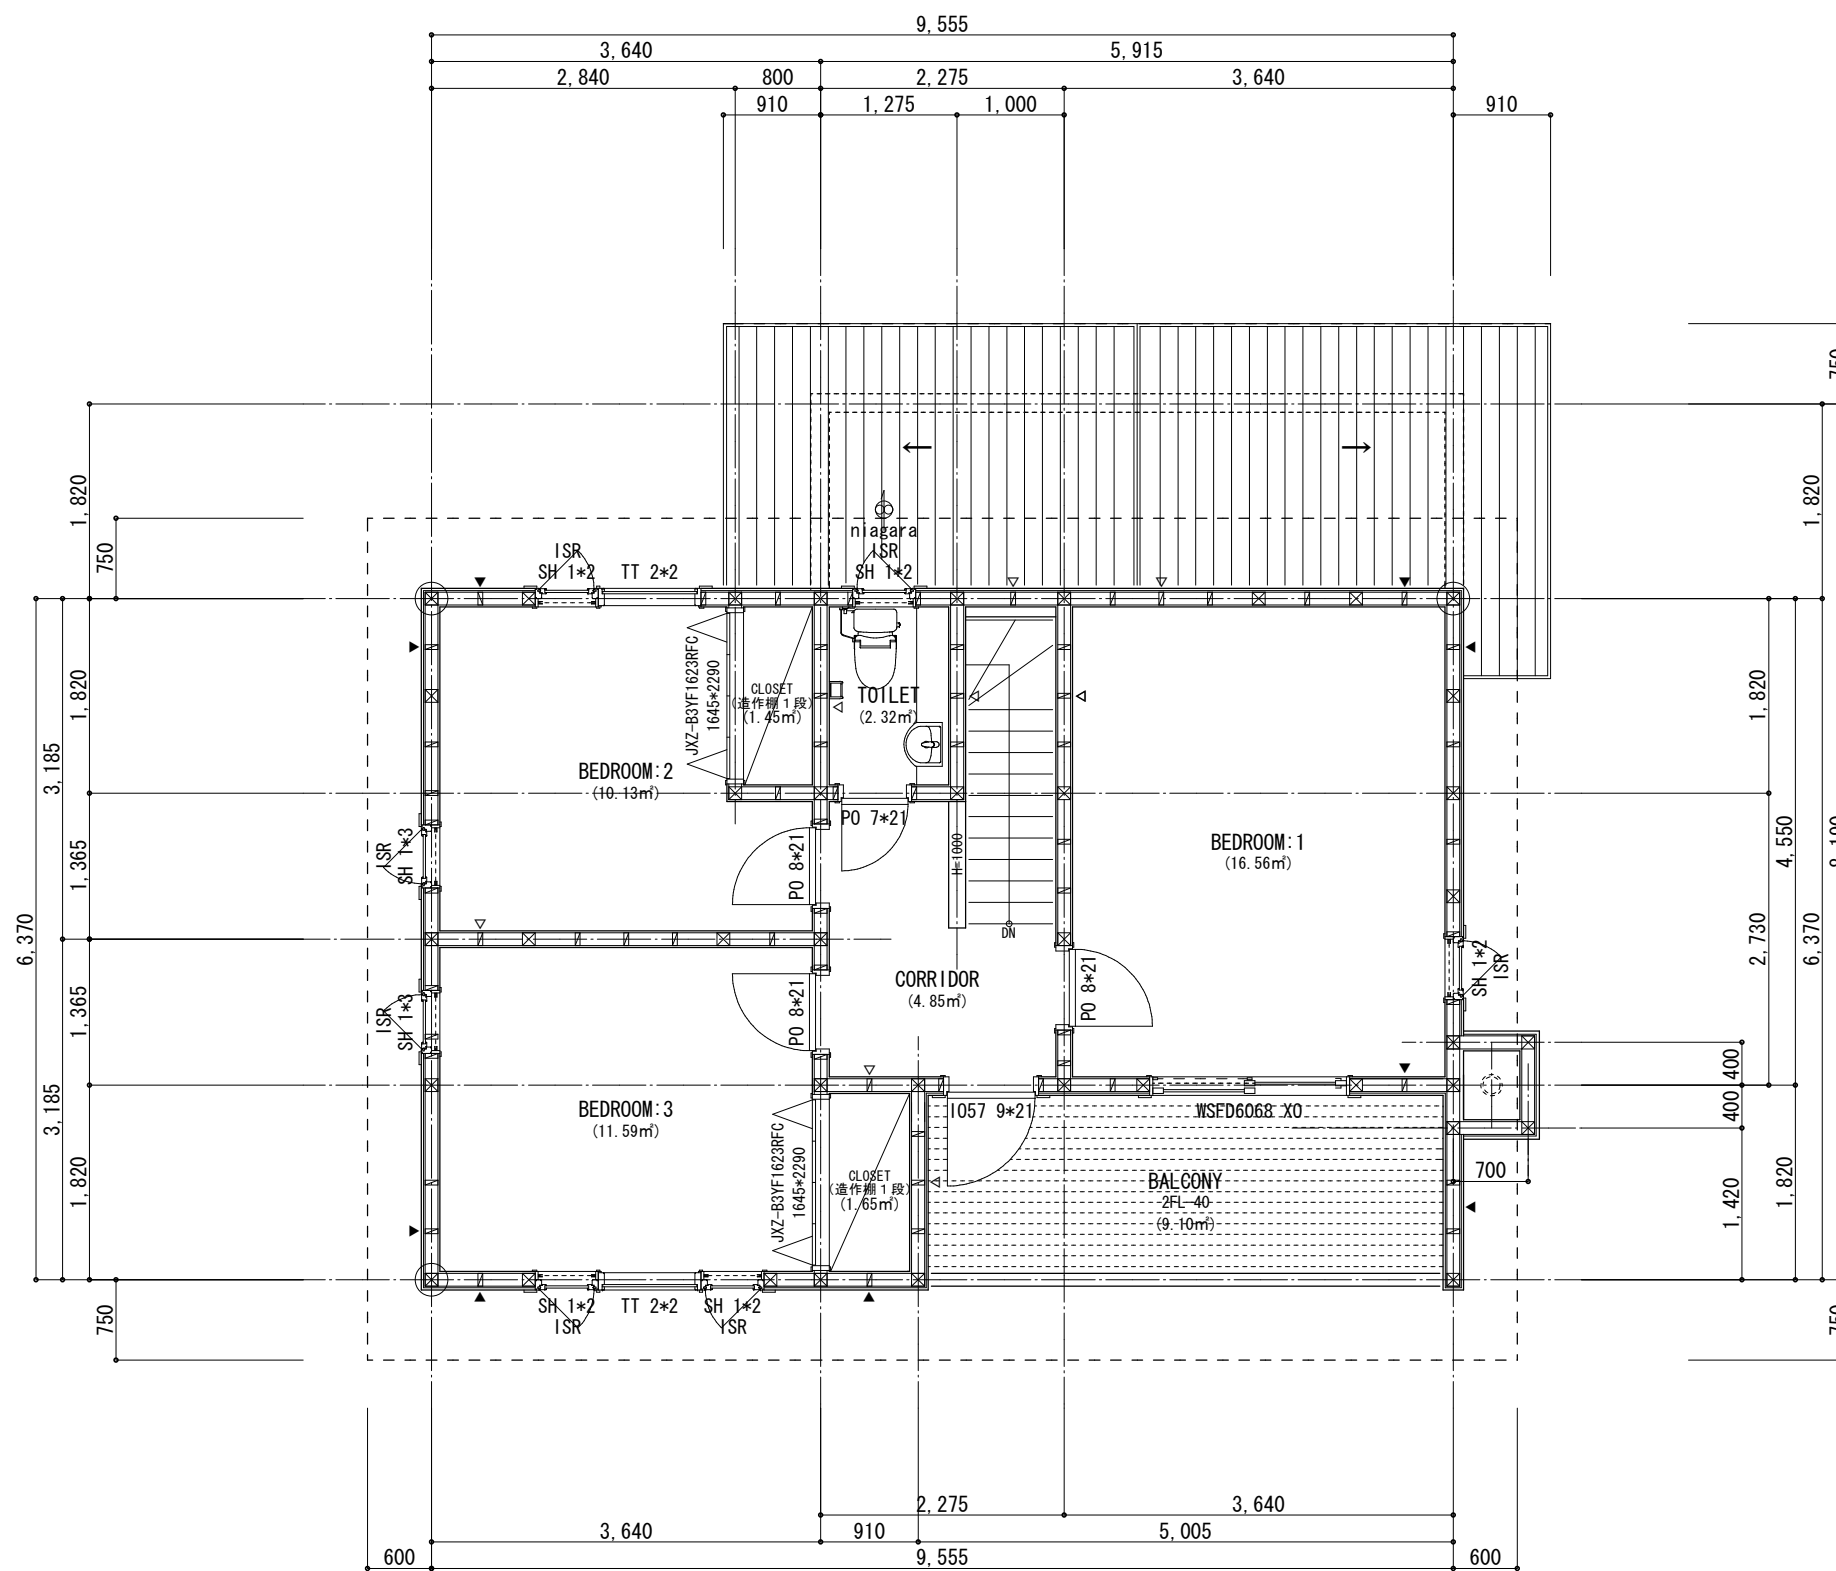 9,555
3,640
5,915
2,840
800
2,275
3,640
910
1,275
1,000
910
1,820
750
1,820
niagara
ISR
ISR
SH 1*2
TT 2*2
SH 1*2
6,370
3,185
1,820
1,365
1,365
3,185
1,820
750
JXZ-B3YF1623RFC
1645*2290
CLOSET
(造作棚1段)
(1.45㎡)
TOILET
(2.32㎡)
BEDROOM:2
(10.13㎡)
PO 7*21
PO 8*21
H=1000
DN
BEDROOM:1
(16.56㎡)
ISR
SH 1*3
CORRIDOR
(4.85㎡)
PO 8*21
PO 8*21
SH 1*2
ISR
ISR
SH 1*3
BEDROOM:3
(11.59㎡)
JXZ-B3YF1623RFC
1645*2290
CLOSET
(造作棚1段)
(1.65㎡)
IO57 9*21
WSFD6068 XO
BALCONY
2FL-40
(9.10㎡)
700
SH 1*2
TT 2*2
SH 1*2
ISR
ISR
1,820
4,550
2,730
6,370
400
400
1,420
1,820
2,275
3,640
3,640
910
5,005
600
9,555
600